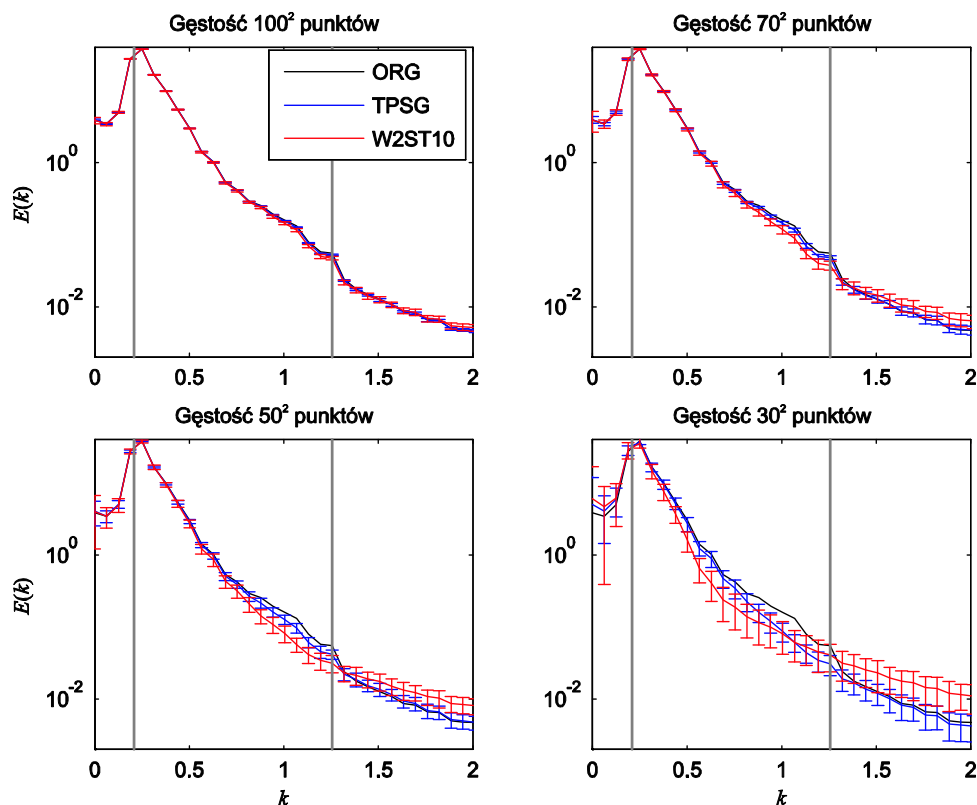 Gęstość 100² punktów
Gęstość 70² punktów
ORG
TPSG
W2ST10
E(k)
10⁰
10⁻²
0 0.5 1 1.5 2
10⁰
10⁻²
0 0.5 1 1.5 2
Gęstość 50² punktów
Gęstość 30² punktów
E(k)
10⁰
10⁻²
0 0.5 1 1.5 2
k
10⁰
10⁻²
0 0.5 1 1.5 2
k